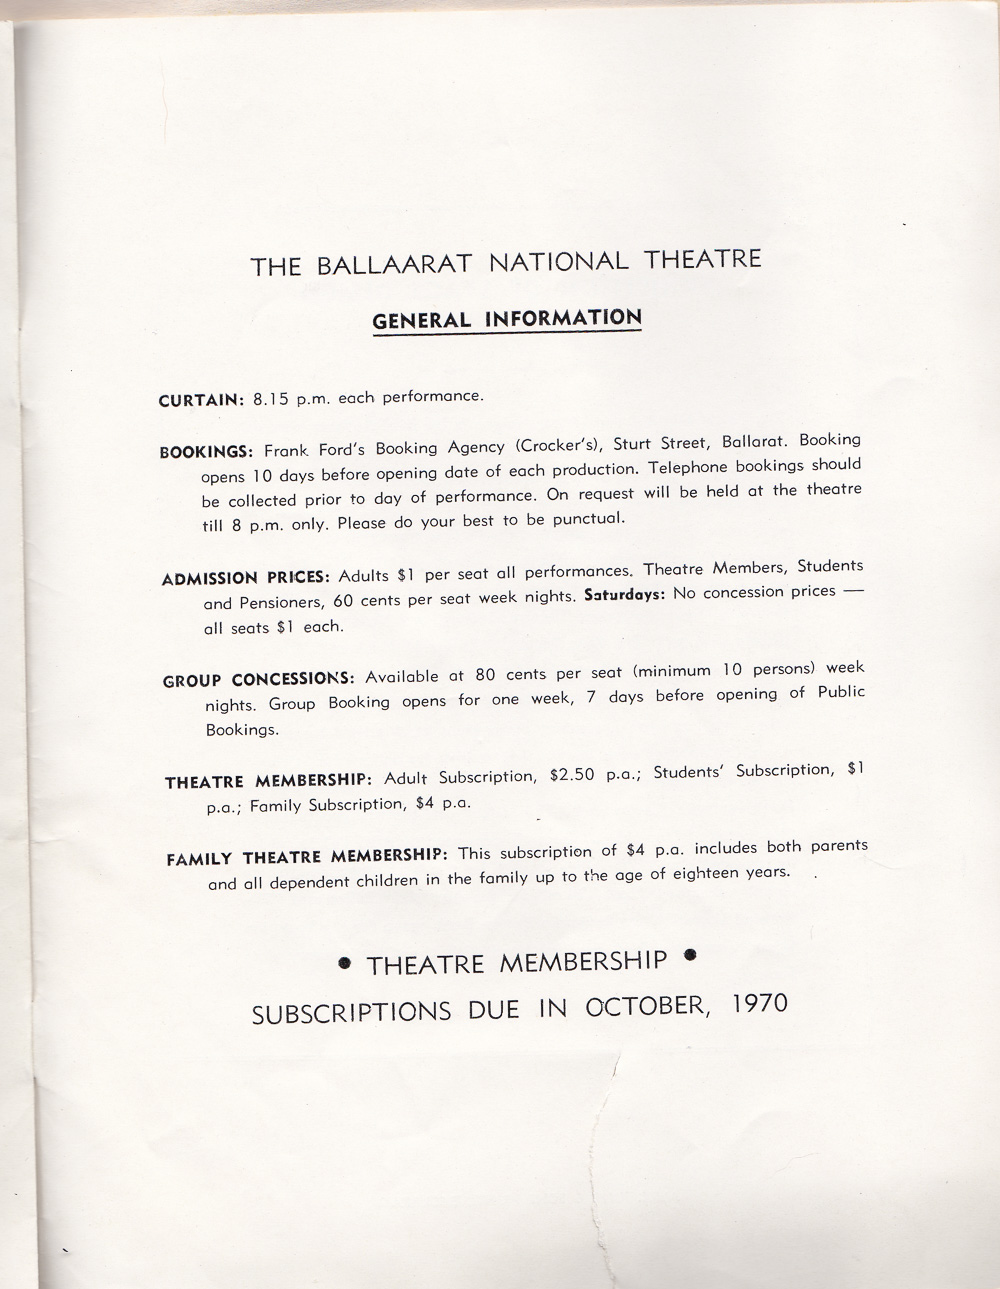 THE BALLAARAT NATIONAL THEATRE
GENERAL INFORMATION
CURTAIN: 8.15 p.m. each performance.
BOOKINGS: Frank Ford's Booking Agency (Crocker's), Sturt Street, Ballarat. Booking
opens 10 days before opening date of each production. Telephone bookings should
be collected prior to day of performance. On request will be held at the theatre
till 8 p.m. only. Please do your best to be punctual.
ADMISSION PRICES: Adults $1 per seat all performances. Theatre Members, Students
and Pensioners, 60 cents per seat week nights. Saturdays: No concession prices —
all seats $1 each.
GROUP CONCESSIONS: Available at 80 cents per seat (minimum 10 persons) week
nights. Group Booking opens for one week, 7 days before opening of Public
Bookings.
THEATRE MEMBERSHIP: Adult Subscription, $2.50 p.a.; Students' Subscription, $1
p.a.; Family Subscription, $4 p.a.
FAMILY THEATRE MEMBERSHIP: This subscription of $4 p.a. includes both parents
and all dependent children in the family up to the age of eighteen years.
• THEATRE MEMBERSHIP •
SUBSCRIPTIONS DUE IN OCTOBER, 1970